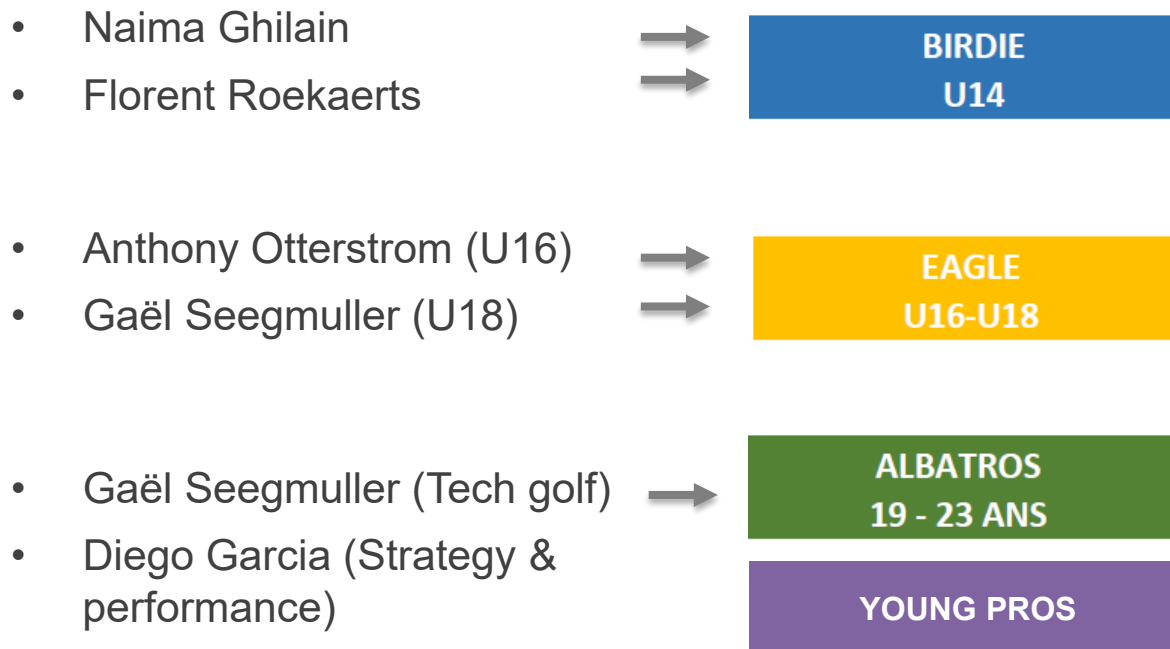 • Naima Ghilain
• Florent Roekaerts
BIRDIE
U14
• Anthony Otterstrom (U16)
• Gaël Seegmuller (U18)
EAGLE
U16-U18
• Gaël Seegmuller (Tech golf)
• Diego Garcia (Strategy &
performance)
ALBATROS
19 - 23 ANS
YOUNG PROS